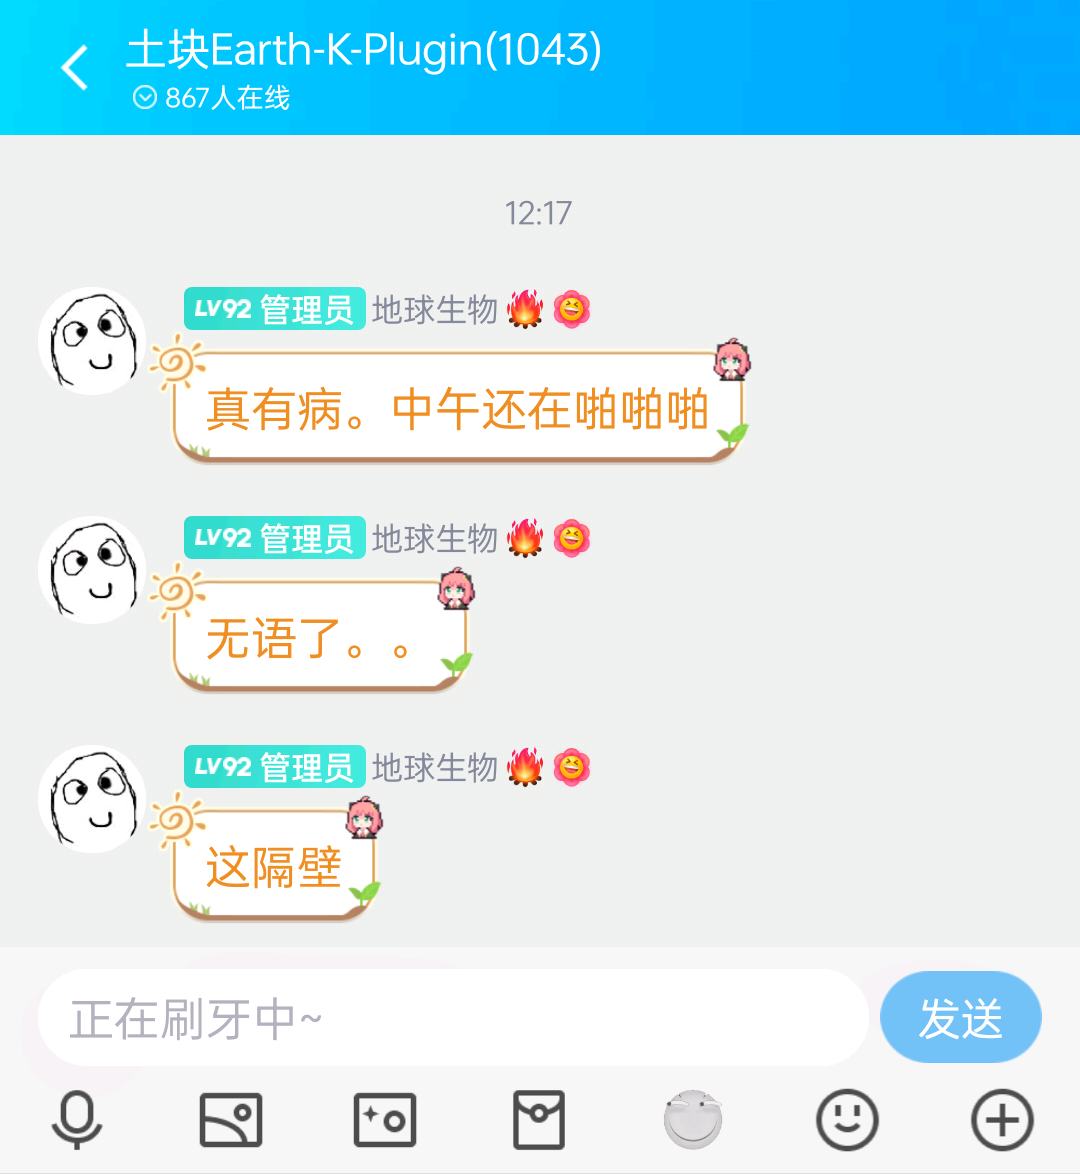 土块Earth-K-Plugin(1043)
867人在线
12:17
LV92 管理员 地球生物
真有病。中午还在啪啪啪
LV92 管理员 地球生物
无语了。。
LV92 管理员 地球生物
这隔壁
正在刷牙中~
发送